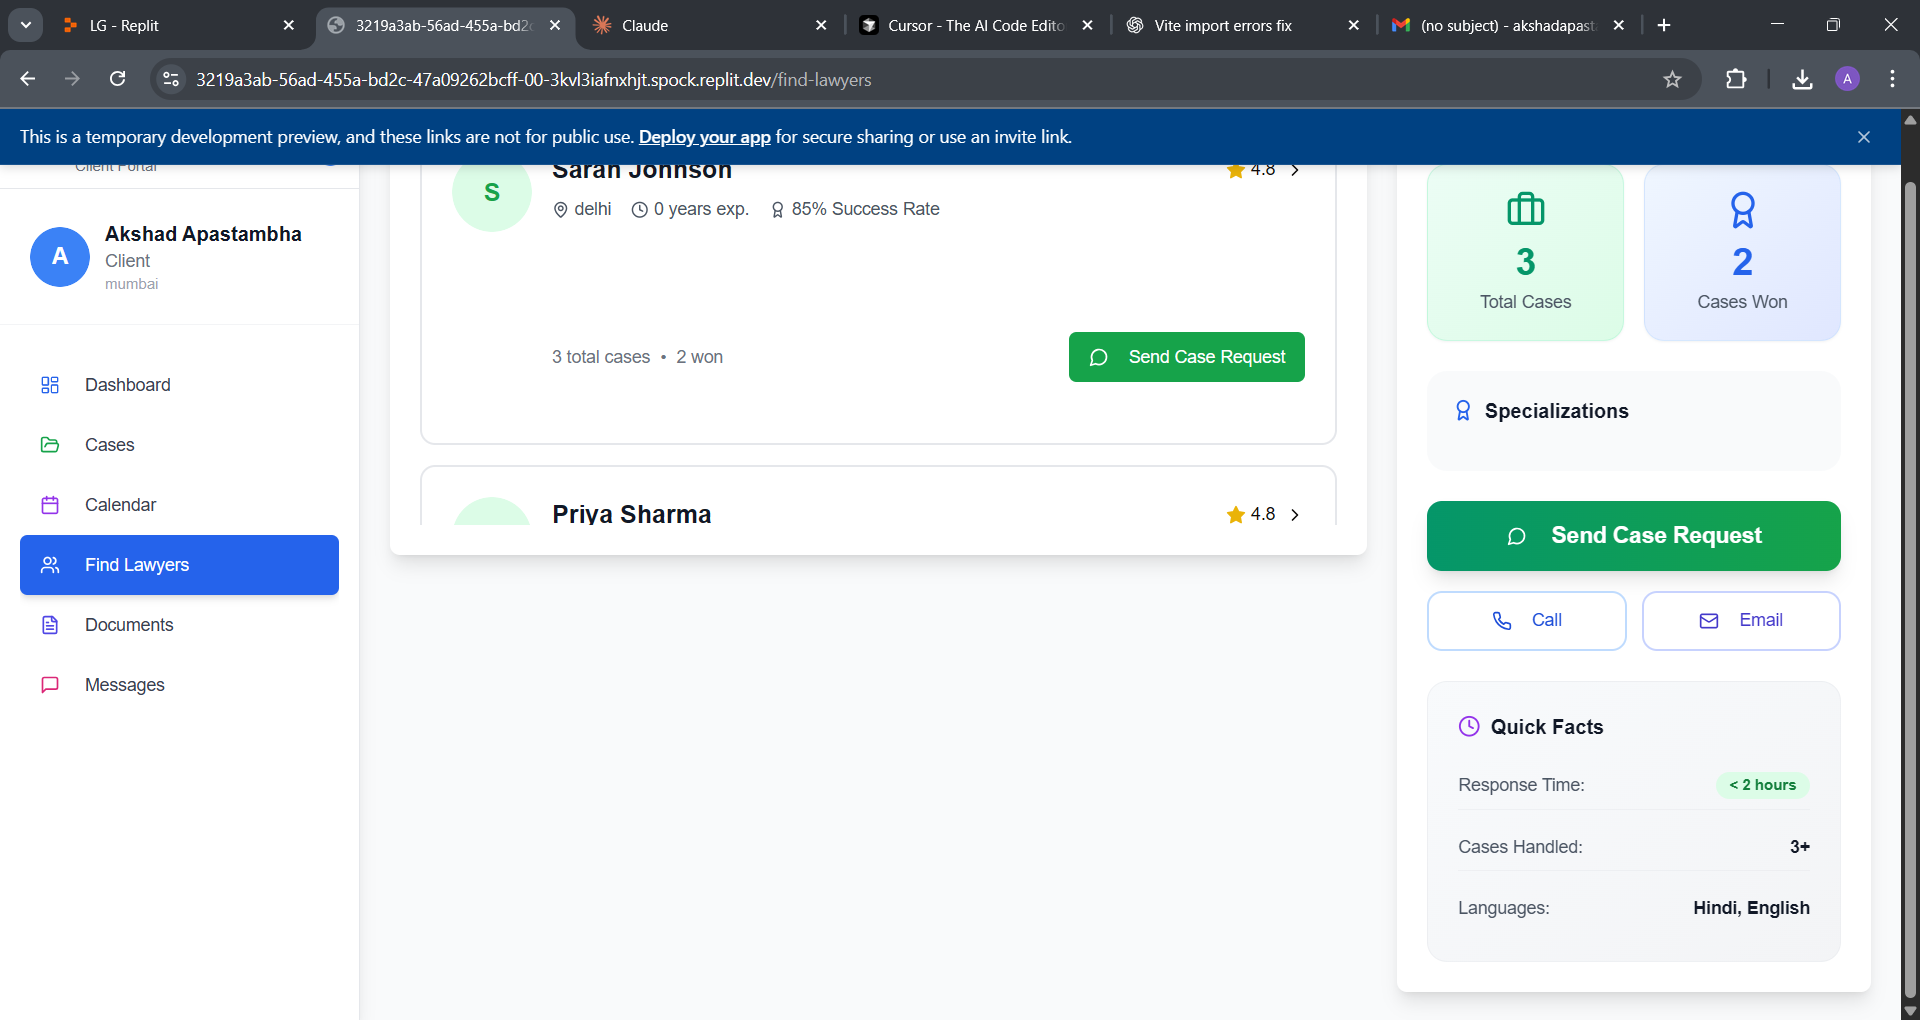 LG - Replit
3219a3ab-56ad-455a-bd2c
Claude
Cursor - The AI Code Edito
Vite import errors fix
(no subject) - akshadapast
3219a3ab-56ad-455a-bd2c-47a09262bcff-00-3kvl3iafnxhjt.spock.replit.dev/find-lawyers
A
This is a temporary development preview, and these links are not for public use. Deploy your app for secure sharing or use an invite link.
Client Portal
A
Akshad Apastambha
Client
mumbai
Dashboard
Cases
Calendar
Find Lawyers
Documents
Messages
S
Sarah Johnson
4.8
delhi
0 years exp.
85% Success Rate
3 total cases • 2 won
Send Case Request
Priya Sharma
4.8
3
Total Cases
2
Cases Won
Specializations
Send Case Request
Call
Email
Quick Facts
Response Time:
< 2 hours
Cases Handled:
3+
Languages:
Hindi, English